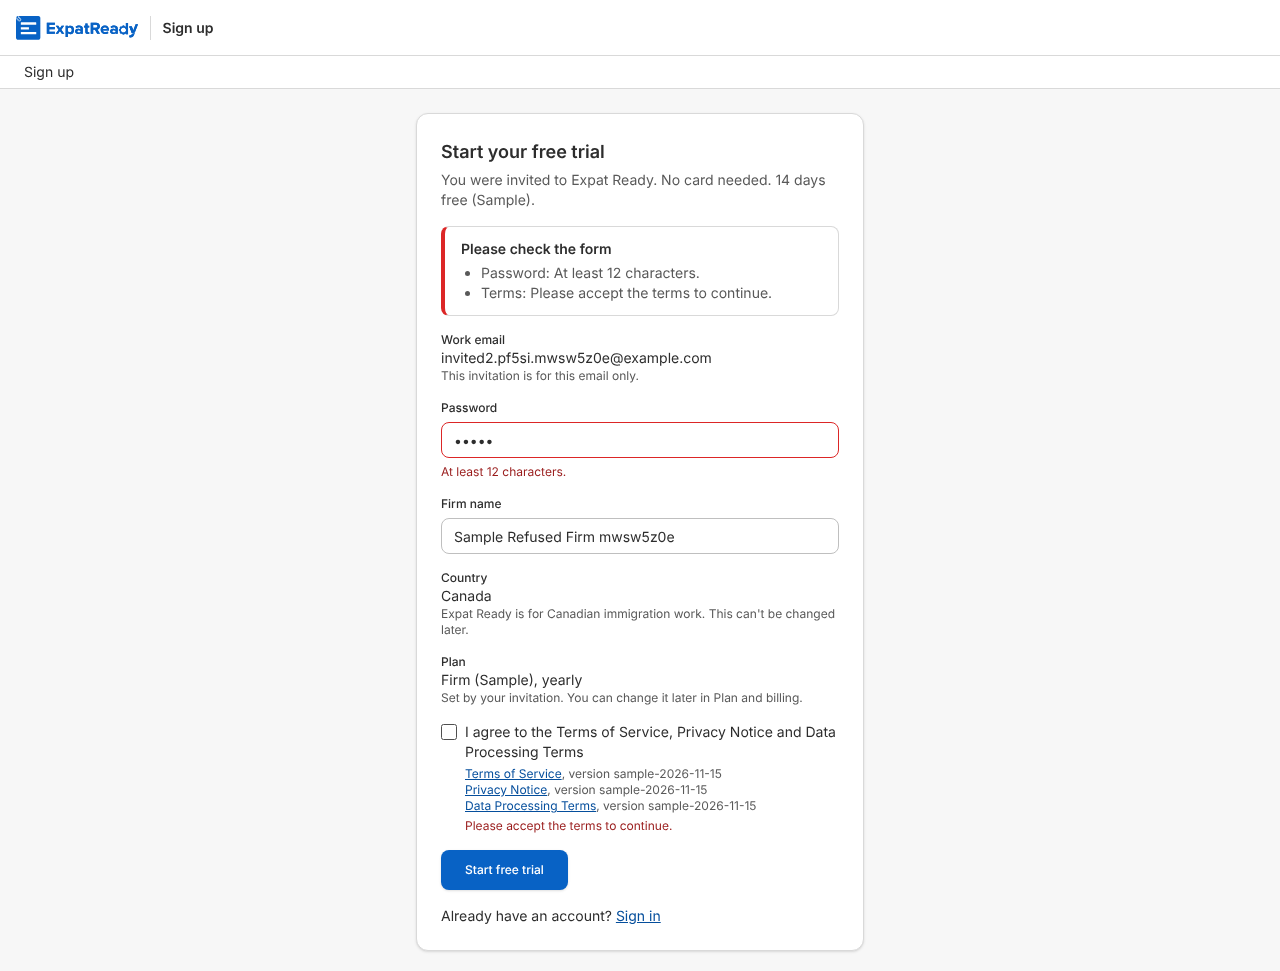 ExpatReady
Sign up
Sign up
Start your free trial
You were invited to Expat Ready. No card needed. 14 days
free (Sample).
Please check the form
Password: At least 12 characters.
Terms: Please accept the terms to continue.
Work email
invited2.pf5si.mwsw5z0e@example.com
This invitation is for this email only.
Password
•••••
At least 12 characters.
Firm name
Sample Refused Firm mwsw5z0e
Country
Canada
Expat Ready is for Canadian immigration work. This can't be changed
later.
Plan
Firm (Sample), yearly
Set by your invitation. You can change it later in Plan and billing.
I agree to the Terms of Service, Privacy Notice and Data
Processing Terms
Terms of Service, version sample-2026-11-15
Privacy Notice, version sample-2026-11-15
Data Processing Terms, version sample-2026-11-15
Please accept the terms to continue.
Start free trial
Already have an account? Sign in